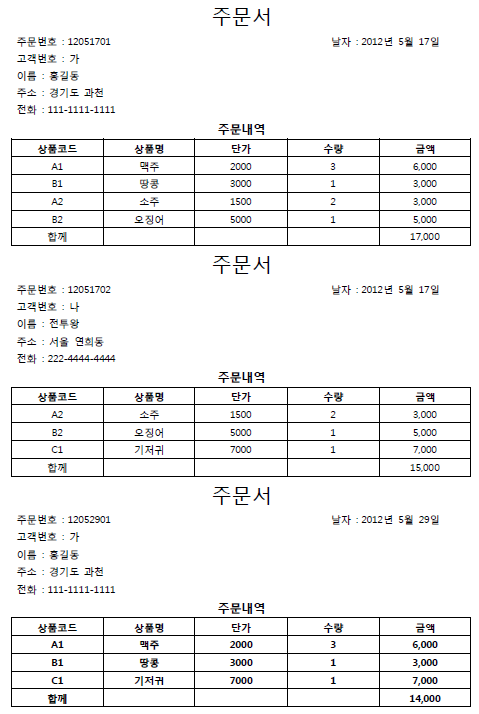 주문서
주문번호 : 12051701 날자 : 2012년 5월 17일
고객번호 : 가
이름 : 홍길동
주소 : 경기도 과천
전화 : 111-1111-1111
주문내역
상품코드 상품명 단가 수량 금액
A1 맥주 2000 3 6,000
B1 땅콩 3000 1 3,000
A2 소주 1500 2 3,000
B2 오징어 5000 1 5,000
합께 17,000
주문서
주문번호 : 12051702 날자 : 2012년 5월 17일
고객번호 : 나
이름 : 전투왕
주소 : 서울 연희동
전화 : 222-4444-4444
주문내역
상품코드 상품명 단가 수량 금액
A2 소주 1500 2 3,000
B2 오징어 5000 1 5,000
C1 기저귀 7000 1 7,000
합께 15,000
주문서
주문번호 : 12052901 날자 : 2012년 5월 29일
고객번호 : 가
이름 : 홍길동
주소 : 경기도 과천
전화 : 111-1111-1111
주문내역
상품코드 상품명 단가 수량 금액
A1 맥주 2000 3 6,000
B1 땅콩 3000 1 3,000
C1 기저귀 7000 1 7,000
합께 14,000